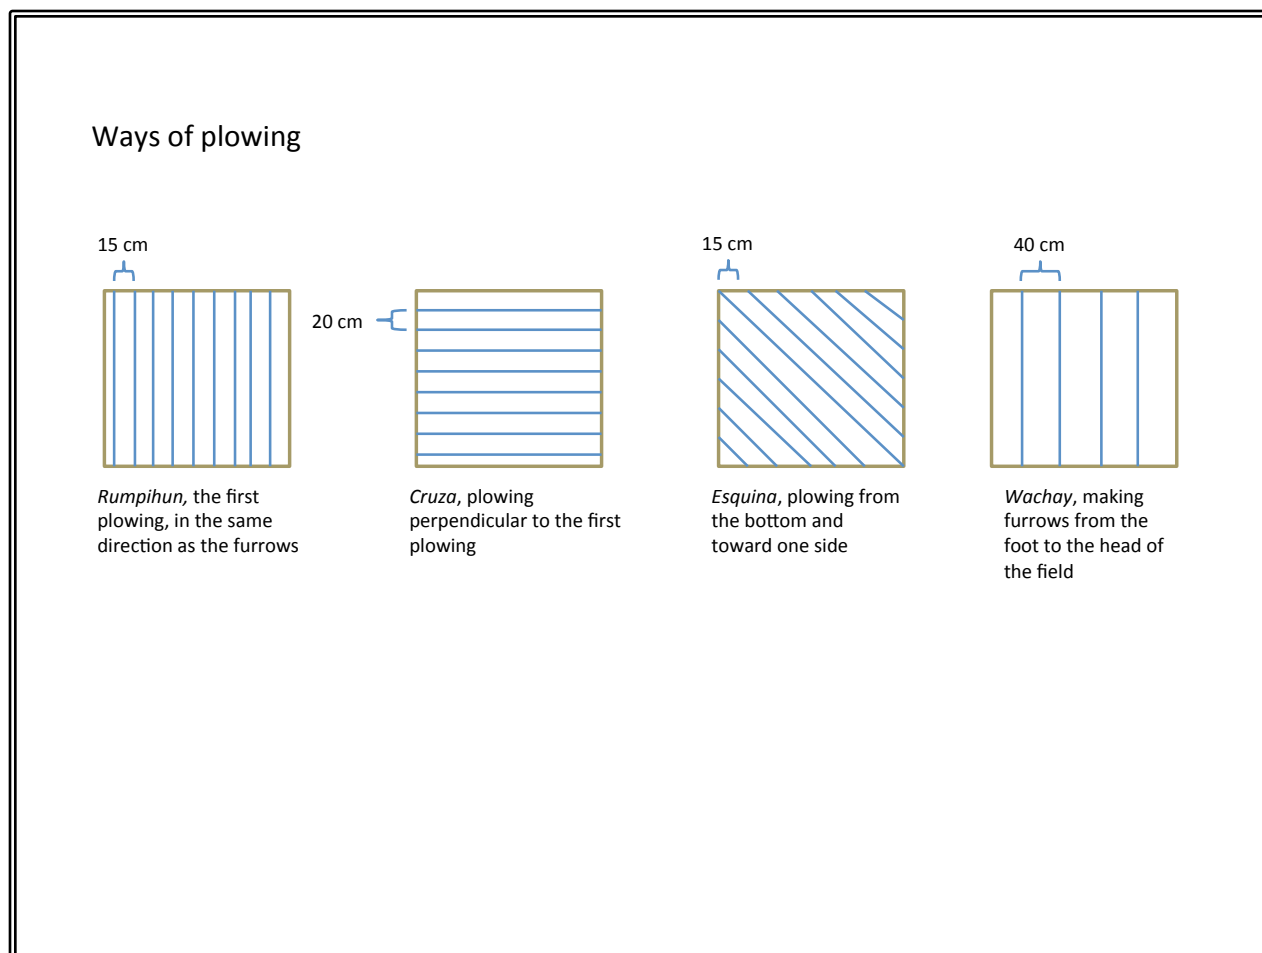 Ways of plowing
15 cm
20 cm
15 cm
40 cm
Rumpihun, the first
plowing, in the same
direction as the furrows
Cruza, plowing
perpendicular to the first
plowing
Esquina, plowing from
the bottom and
toward one side
Wachay, making
furrows from the
foot to the head of
the field